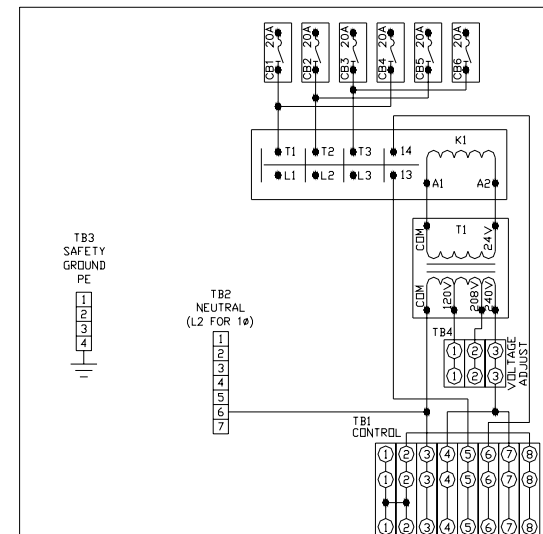 CB1 20A CB2 20A CB3 20A CB4 20A CB5 20A CB6 20A
K1
T1 T2 T3 14
L1 L2 L3 13
A1 A2
T1
COM 24V
COM 120V 208V 240V
TB3
SAFETY
GROUND
PE
1
2
3
4
TB2
NEUTRAL
(L2 FOR 1ø)
1
2
3
4
5
6
7
TB4
1 2 3
1 2 3
VOLTAGE
ADJUST
TB1
CONTROL
1 2 3 4 5 6 7 8
1 2 3 4 5 6 7 8
1 2 3 4 5 6 7 8